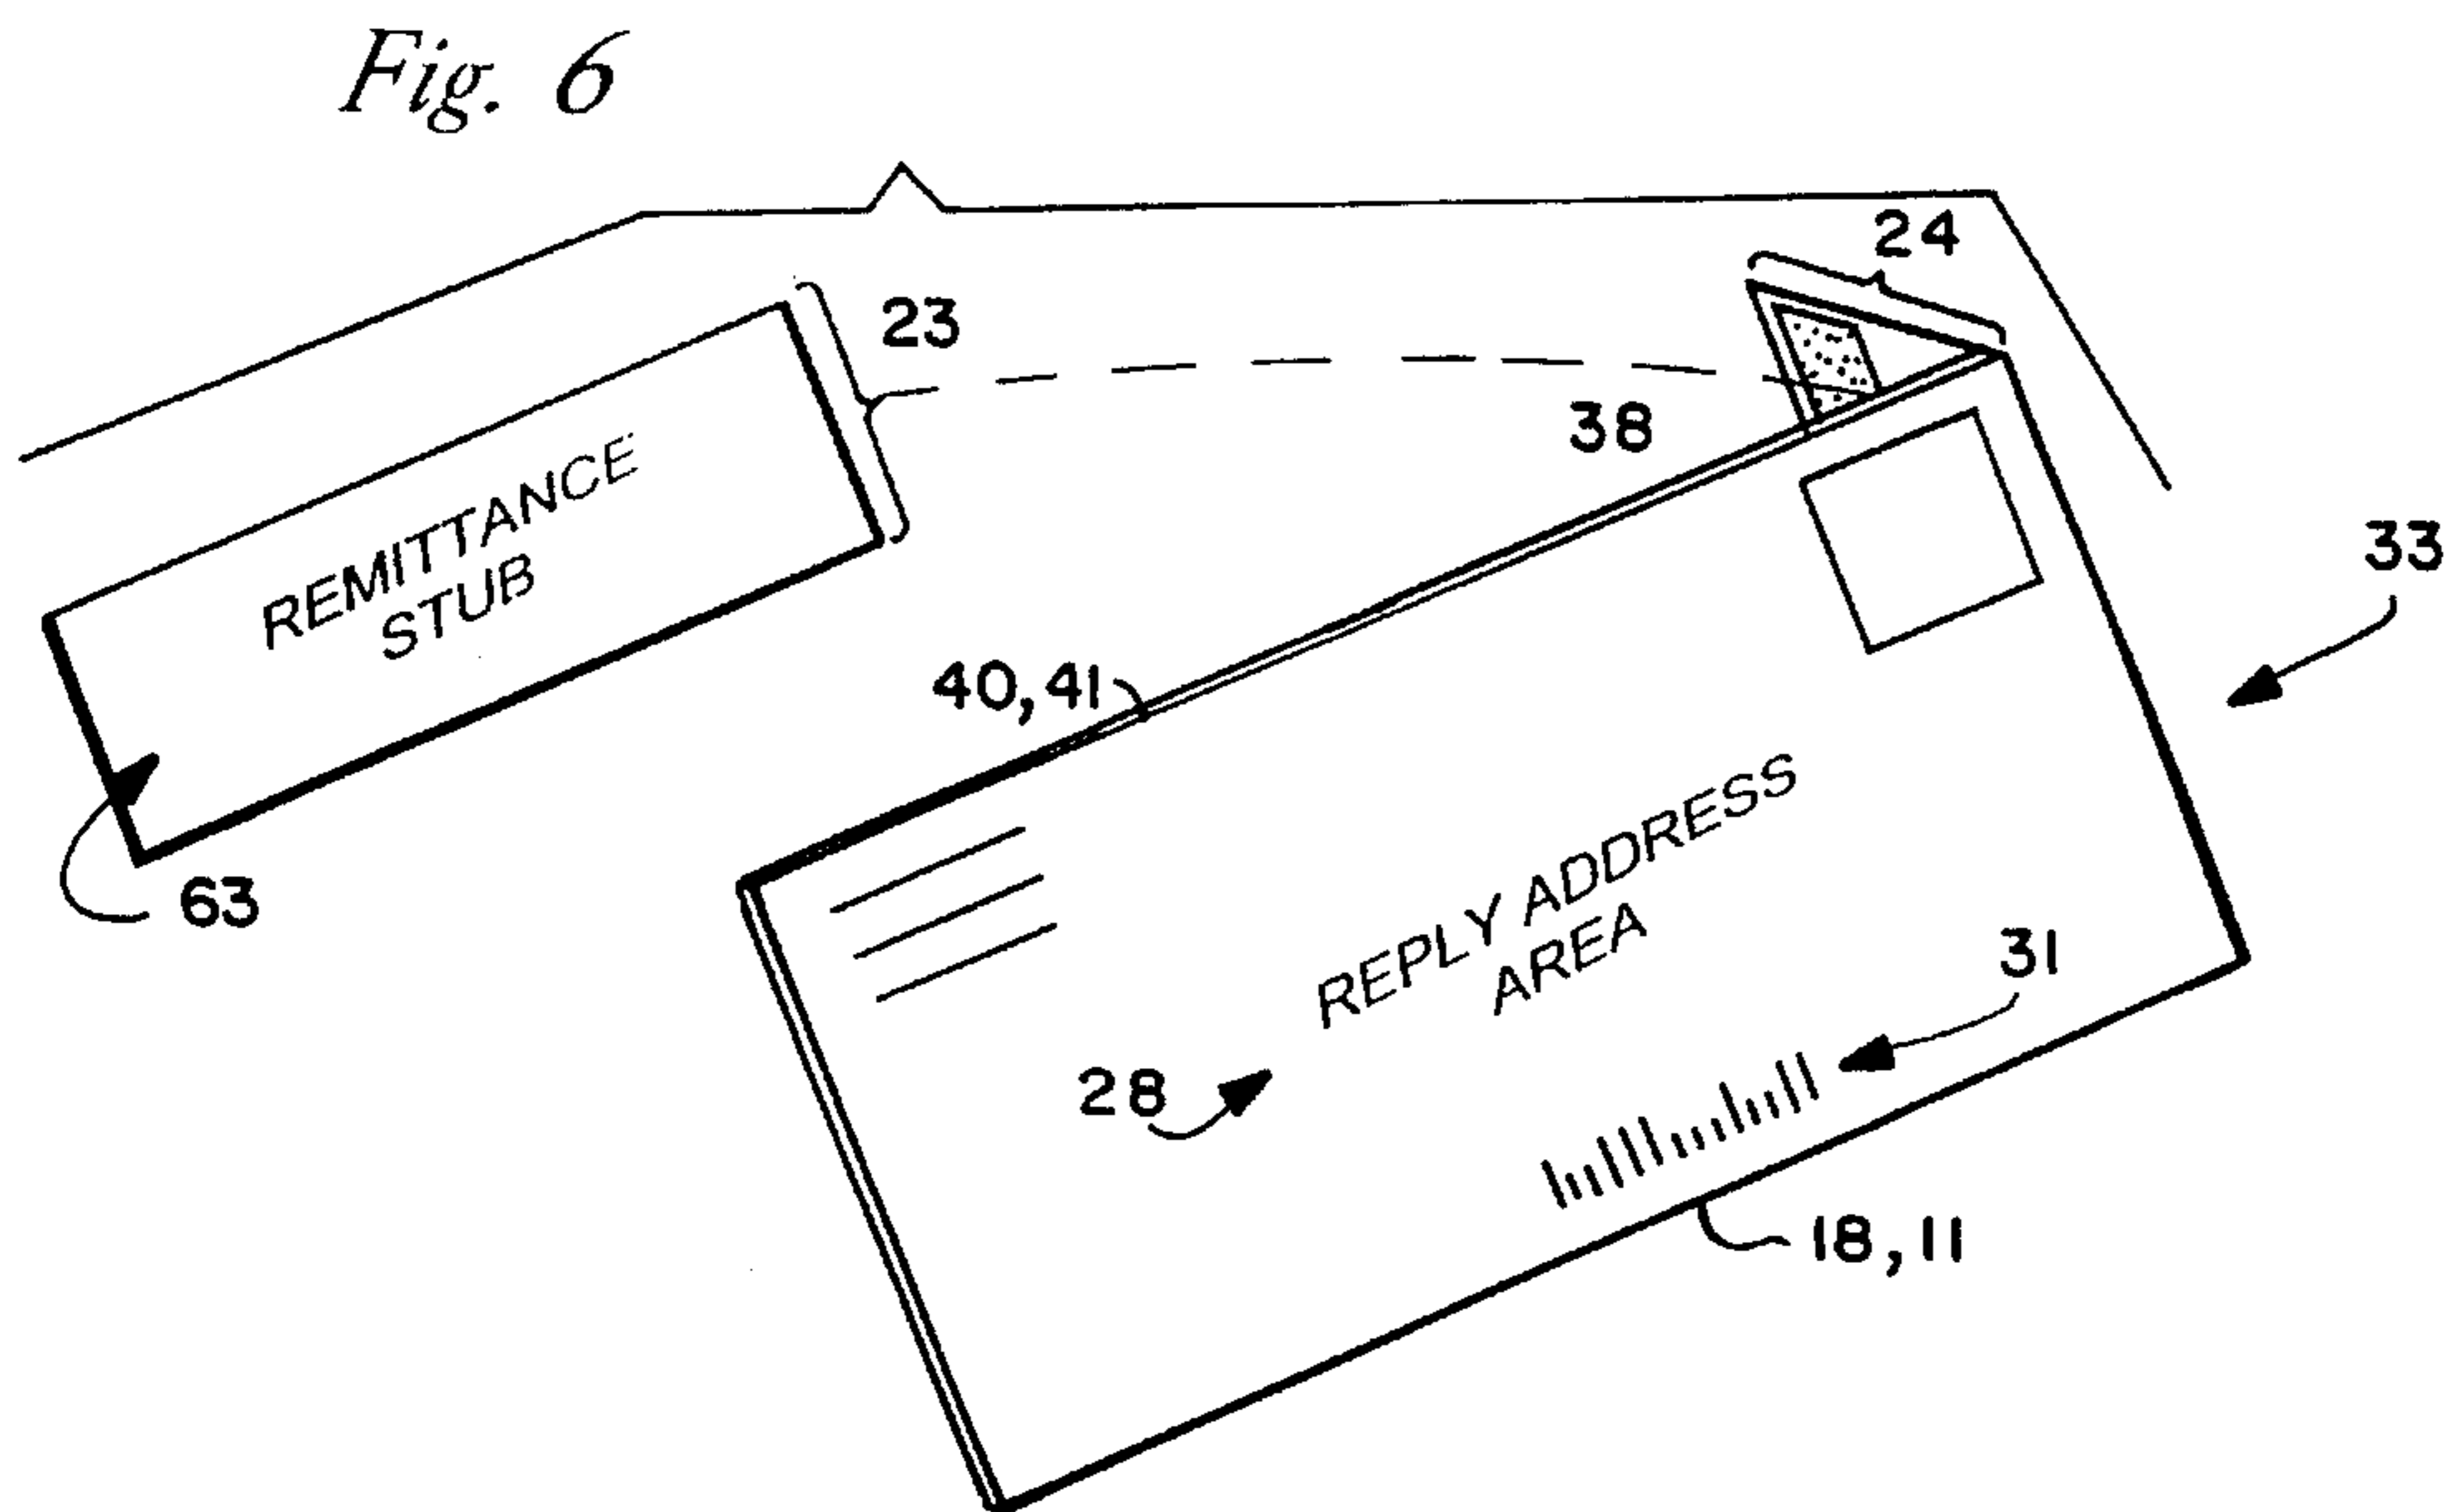 Fig. 6
24
23
38
33
REMITTANCE
STUB
40,41
63
REPLY ADDRESS
AREA
31
28
18,11